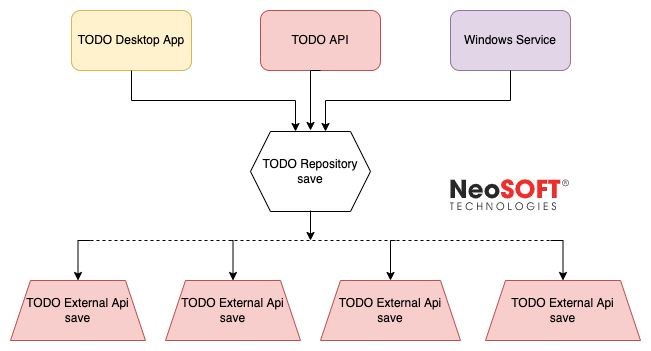 TODO Desktop App
TODO API
Windows Service
TODO Repository
save
NeoSOFT®
TECHNOLOGIES
TODO External Api
save
TODO External Api
save
TODO External Api
save
TODO External Api
save